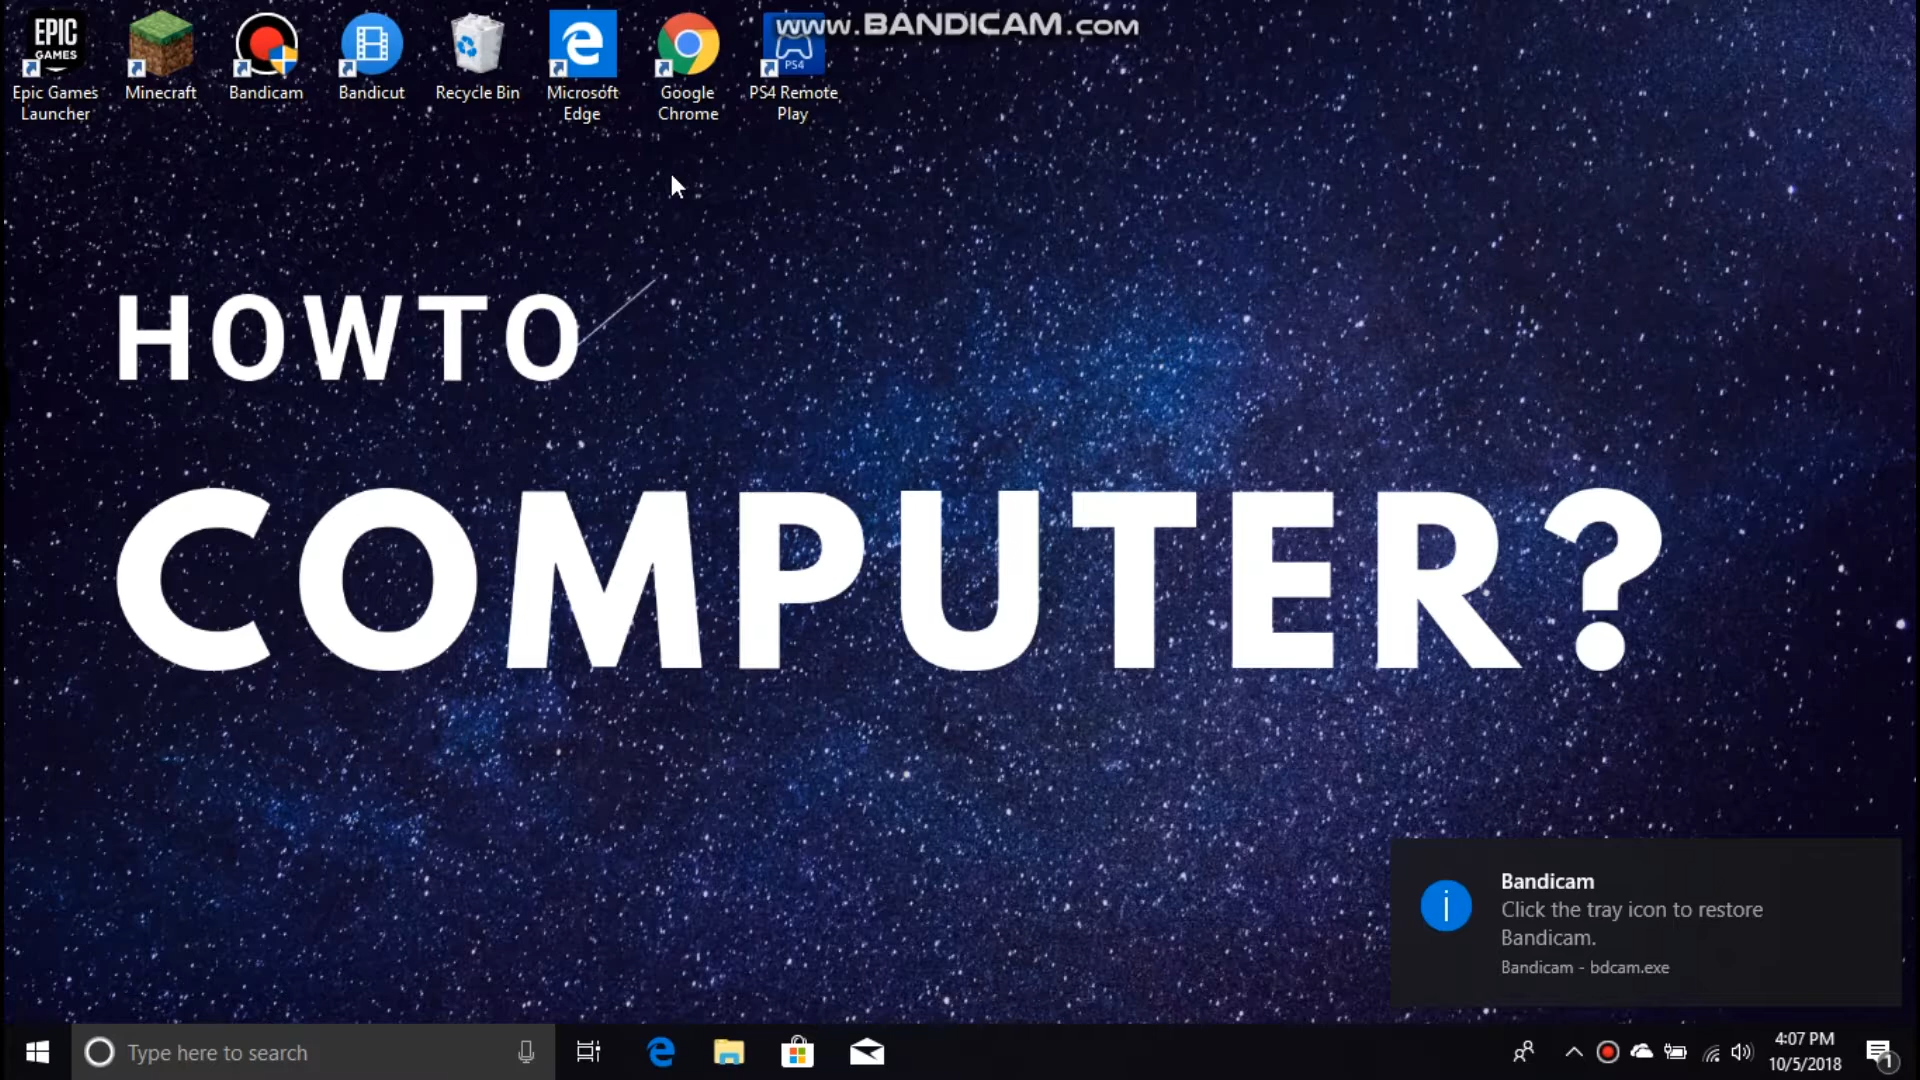 www.BANDICAM.com
EPIC
GAMES
PS4
Epic Games
Launcher
Minecraft
Bandicam
Bandicut
Recycle Bin
Microsoft
Edge
Google
Chrome
PS4 Remote
Play
HOWTO
COMPUTER?
Bandicam
Click the tray icon to restore
Bandicam.
Bandicam - bdcam.exe
Type here to search
4:07 PM
10/5/2018
1